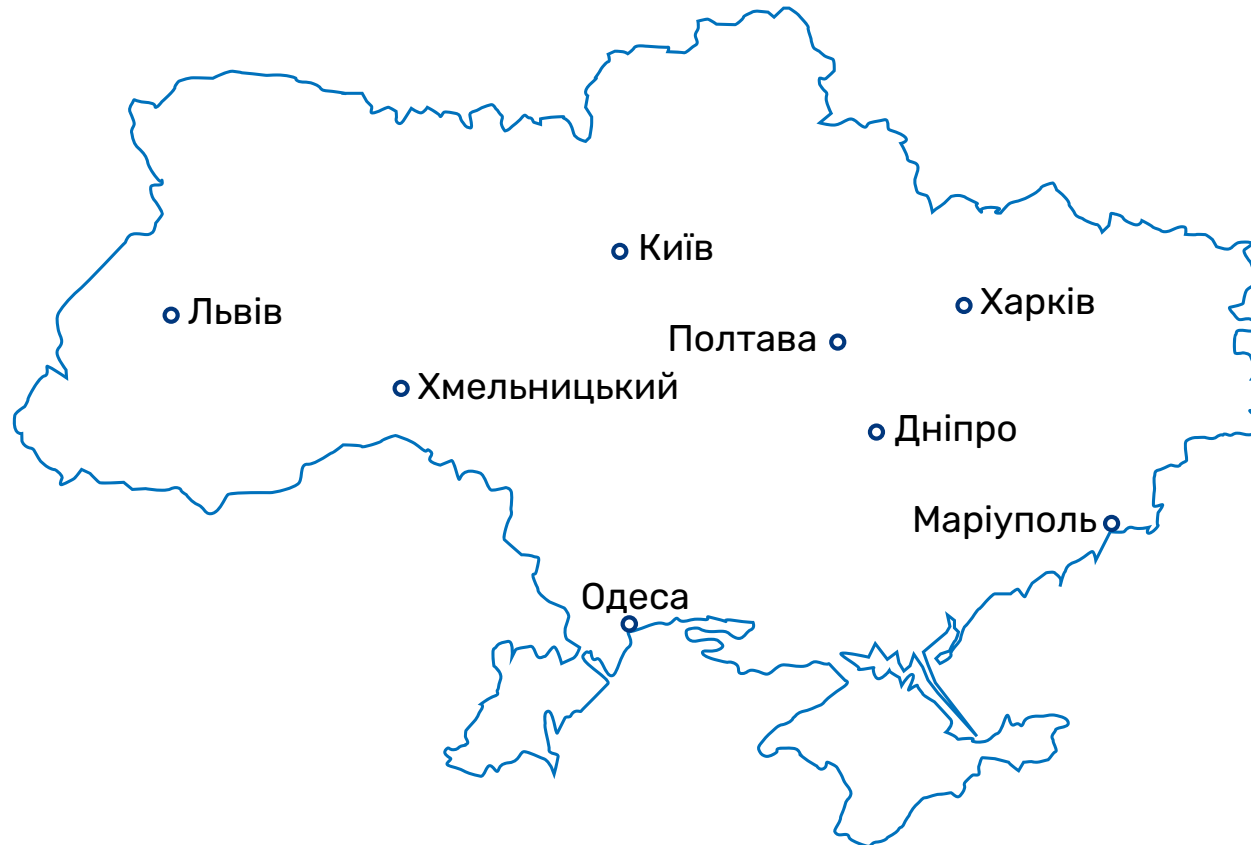 Київ
Харків
Львів
Полтава
Хмельницький
Дніпро
Маріуполь
Одеса